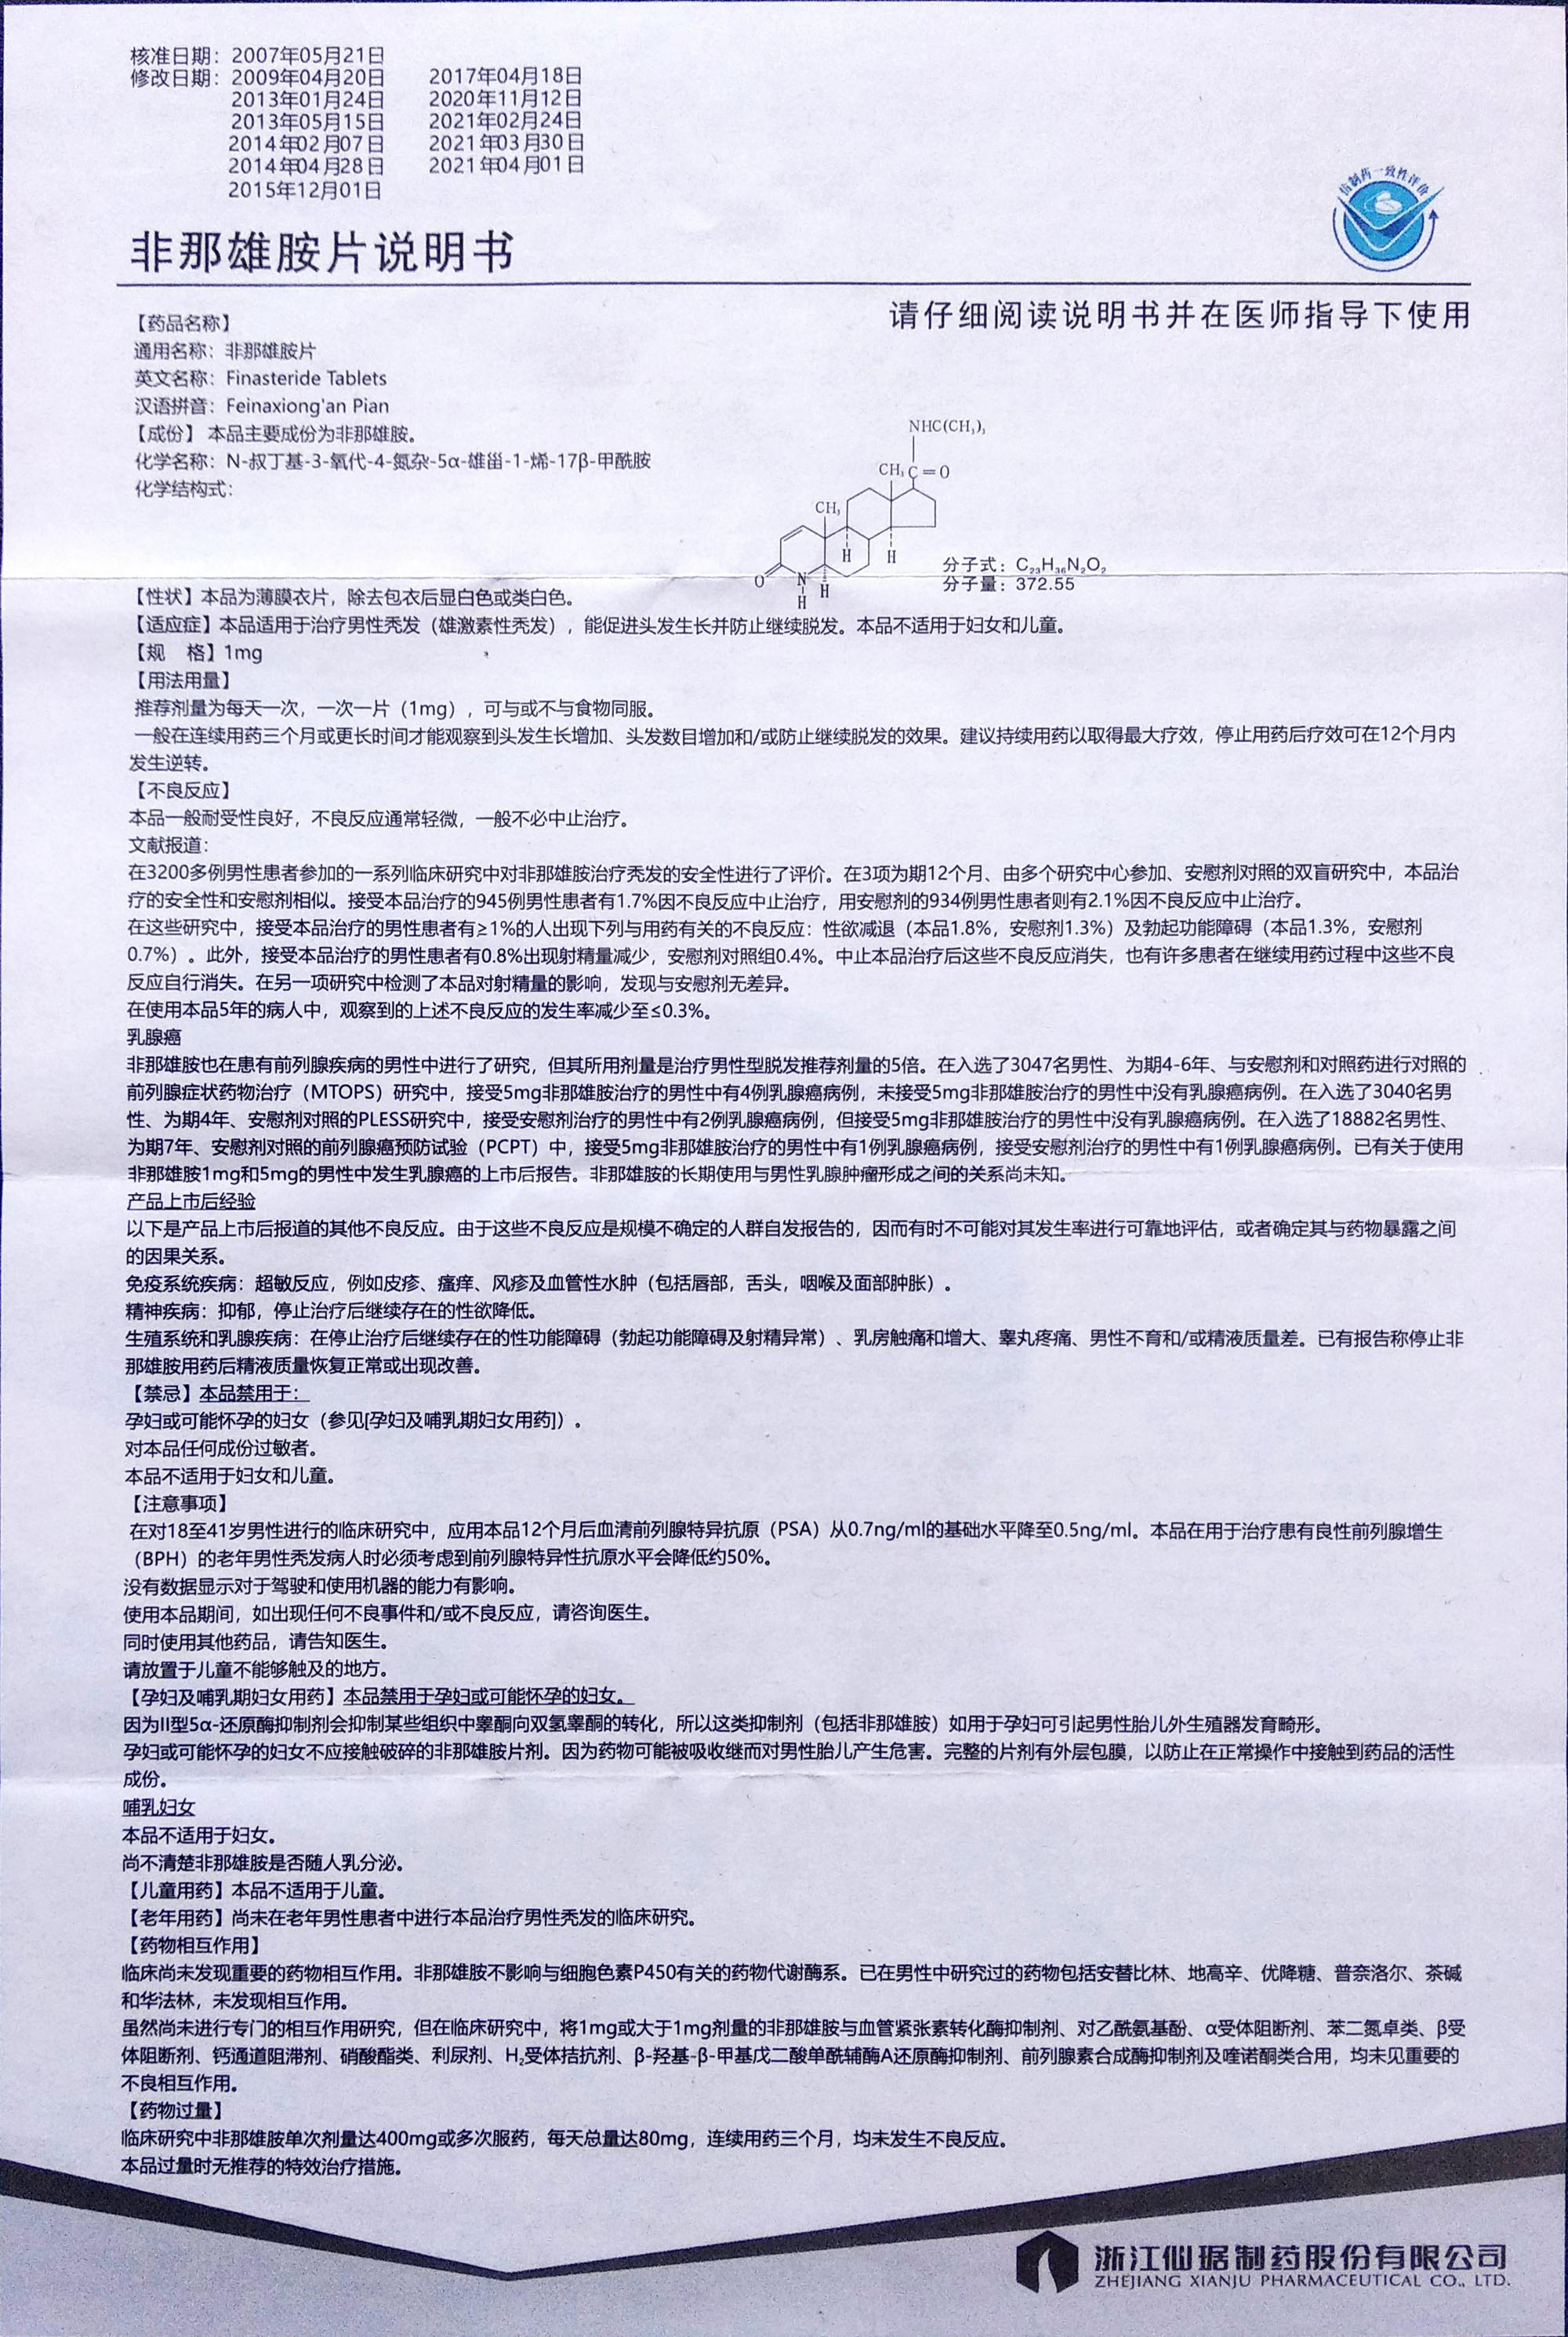 核准日期：2007年05月21日
修改日期：2009年04月20日 2017年04月18日
2013年01月24日 2020年11月12日
2013年05月15日 2021年02月24日
2014年02月07日 2021年03月30日
2014年04月28日 2021年04月01日
2015年12月01日
仿制药一致性评价
非那雄胺片说明书
请仔细阅读说明书并在医师指导下使用
【药品名称】
通用名称：非那雄胺片
英文名称：Finasteride Tablets
汉语拼音：Feinaxiong'an Pian
【成份】 本品主要成份为非那雄胺。
化学名称：N-叔丁基-3-氧代-4-氮杂-5α-雄甾-1-烯-17β-甲酰胺
化学结构式：
NHC(CH₃)₃
CH₃ C=O
CH₃
H H
O N H
H
分子式：C₂₃H₃₆N₂O₂
分子量：372.55
【性状】本品为薄膜衣片，除去包衣后显白色或类白色。
【适应症】本品适用于治疗男性秃发（雄激素性秃发），能促进头发生长并防止继续脱发。本品不适用于妇女和儿童。
【规 格】1mg
【用法用量】
推荐剂量为每天一次，一次一片（1mg），可与或不与食物同服。
一般在连续用药三个月或更长时间才能观察到头发生长增加、头发数目增加和/或防止继续脱发的效果。建议持续用药以取得最大疗效，停止用药后疗效可在12个月内
发生逆转。
【不良反应】
本品一般耐受性良好，不良反应通常轻微，一般不必中止治疗。
文献报道：
在3200多例男性患者参加的一系列临床研究中对非那雄胺治疗秃发的安全性进行了评价。在3项为期12个月、由多个研究中心参加、安慰剂对照的双盲研究中，本品治
疗的安全性和安慰剂相似。接受本品治疗的945例男性患者有1.7%因不良反应中止治疗，用安慰剂的934例男性患者则有2.1%因不良反应中止治疗。
在这些研究中，接受本品治疗的男性患者有≥1%的人出现下列与用药有关的不良反应：性欲减退（本品1.8%，安慰剂1.3%）及勃起功能障碍（本品1.3%，安慰剂
0.7%）。此外，接受本品治疗的男性患者有0.8%出现射精量减少，安慰剂对照组0.4%。中止本品治疗后这些不良反应消失，也有许多患者在继续用药过程中这些不良
反应自行消失。在另一项研究中检测了本品对射精量的影响，发现与安慰剂无差异。
在使用本品5年的病人中，观察到的上述不良反应的发生率减少至≤0.3%。
乳腺癌
非那雄胺也在患有前列腺疾病的男性中进行了研究，但其所用剂量是治疗男性型脱发推荐剂量的5倍。在入选了3047名男性、为期4-6年、与安慰剂和对照药进行对照的
前列腺症状药物治疗（MTOPS）研究中，接受5mg非那雄胺治疗的男性中有4例乳腺癌病例，未接受5mg非那雄胺治疗的男性中没有乳腺癌病例。在入选了3040名男
性、为期4年、安慰剂对照的PLESS研究中，接受安慰剂治疗的男性中有2例乳腺癌病例，但接受5mg非那雄胺治疗的男性中没有乳腺癌病例。在入选了18882名男性、
为期7年、安慰剂对照的前列腺癌预防试验（PCPT）中，接受5mg非那雄胺治疗的男性中有1例乳腺癌病例，接受安慰剂治疗的男性中有1例乳腺癌病例。已有关于使用
非那雄胺1mg和5mg的男性中发生乳腺癌的上市后报告。非那雄胺的长期使用与男性乳腺肿瘤形成之间的关系尚未知。
产品上市后经验
以下是产品上市后报道的其他不良反应。由于这些不良反应是规模不确定的人群自发报告的，因而有时不可能对其发生率进行可靠地评估，或者确定其与药物暴露之间
的因果关系。
免疫系统疾病：超敏反应，例如皮疹、瘙痒、风疹及血管性水肿（包括唇部，舌头，咽喉及面部肿胀）。
精神疾病：抑郁，停止治疗后继续存在的性欲降低。
生殖系统和乳腺疾病：在停止治疗后继续存在的性功能障碍（勃起功能障碍及射精异常）、乳房触痛和增大、睾丸疼痛、男性不育和/或精液质量差。已有报告称停止非
那雄胺用药后精液质量恢复正常或出现改善。
【禁忌】本品禁用于：
孕妇或可能怀孕的妇女（参见[孕妇及哺乳期妇女用药]）。
对本品任何成份过敏者。
本品不适用于妇女和儿童。
【注意事项】
在对18至41岁男性进行的临床研究中，应用本品12个月后血清前列腺特异抗原（PSA）从0.7ng/ml的基础水平降至0.5ng/ml。本品在用于治疗患有良性前列腺增生
（BPH）的老年男性秃发病人时必须考虑到前列腺特异性抗原水平会降低约50%。
没有数据显示对于驾驶和使用机器的能力有影响。
使用本品期间，如出现任何不良事件和/或不良反应，请咨询医生。
同时使用其他药品，请告知医生。
请放置于儿童不能够触及的地方。
【孕妇及哺乳期妇女用药】本品禁用于孕妇或可能怀孕的妇女。
因为II型5α-还原酶抑制剂会抑制某些组织中睾酮向双氢睾酮的转化，所以这类抑制剂（包括非那雄胺）如用于孕妇可引起男性胎儿外生殖器发育畸形。
孕妇或可能怀孕的妇女不应接触破碎的非那雄胺片剂。因为药物可能被吸收继而对男性胎儿产生危害。完整的片剂有外层包膜，以防止在正常操作中接触到药品的活性
成份。
哺乳妇女
本品不适用于妇女。
尚不清楚非那雄胺是否随人乳分泌。
【儿童用药】本品不适用于儿童。
【老年用药】尚未在老年男性患者中进行本品治疗男性秃发的临床研究。
【药物相互作用】
临床尚未发现重要的药物相互作用。非那雄胺不影响与细胞色素P450有关的药物代谢酶系。已在男性中研究过的药物包括安替比林、地高辛、优降糖、普奈洛尔、茶碱
和华法林，未发现相互作用。
虽然尚未进行专门的相互作用研究，但在临床研究中，将1mg或大于1mg剂量的非那雄胺与血管紧张素转化酶抑制剂、对乙酰氨基酚、α受体阻断剂、苯二氮卓类、β受
体阻断剂、钙通道阻滞剂、硝酸酯类、利尿剂、H₂受体拮抗剂、β-羟基-β-甲基戊二酸单酰辅酶A还原酶抑制剂、前列腺素合成酶抑制剂及喹诺酮类合用，均未见重要的
不良相互作用。
【药物过量】
临床研究中非那雄胺单次剂量达400mg或多次服药，每天总量达80mg，连续用药三个月，均未发生不良反应。
本品过量时无推荐的特效治疗措施。
浙江仙琚制药股份有限公司
ZHEJIANG XIANJU PHARMACEUTICAL CO., LTD.